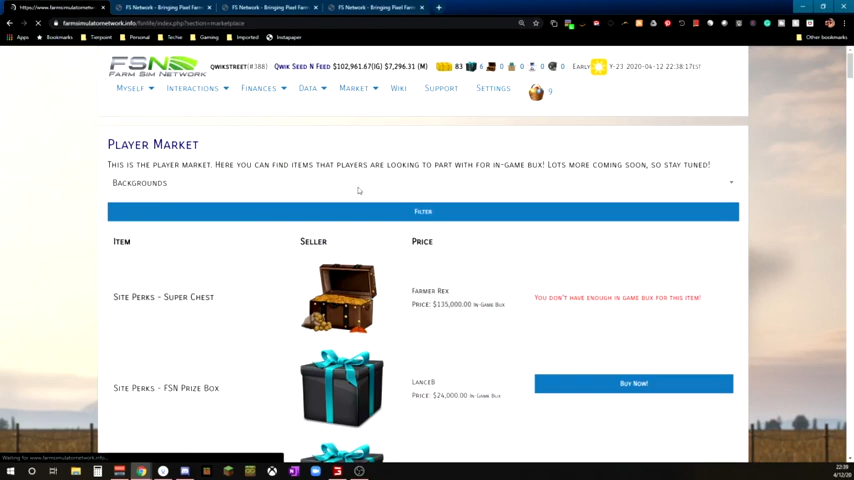 FS Network - Bringing Pixel Farm
FS Network - Bringing Pixel Farm
FS Network - Bringing Pixel Farm
farmsimulatornetwork.info/funlife/index.php?section=marketplace
Apps Bookmarks Tierpoint Personal Techie Gaming Imported Instapaper Other bookmarks
FSN
Farm Sim Network
qwikstreet(#388) Qwik Seed N Feed $102,961.67(IG) $7,296.31 (M) 83 6 0 0 0 0 Early Y-23 2020-04-12 22:38:17EST
Myself Interactions Finances Data Market Wiki Support Settings 9
Player Market
This is the player market. Here you can find items that players are looking to part with for in-game bux! Lots more coming soon, so stay tuned!
Backgrounds
Filter
Item Seller Price
Site Perks - Super Chest
Farmer Rex
Price: $135,000.00 In-Game Bux
You don't have enough in game bux for this item!
Site Perks - FSN Prize Box
LanceB
Price: $24,000.00 In-Game Bux
Buy Now!
Waiting for www.farmsimulatornetwork.info...
22:39
4/12/20